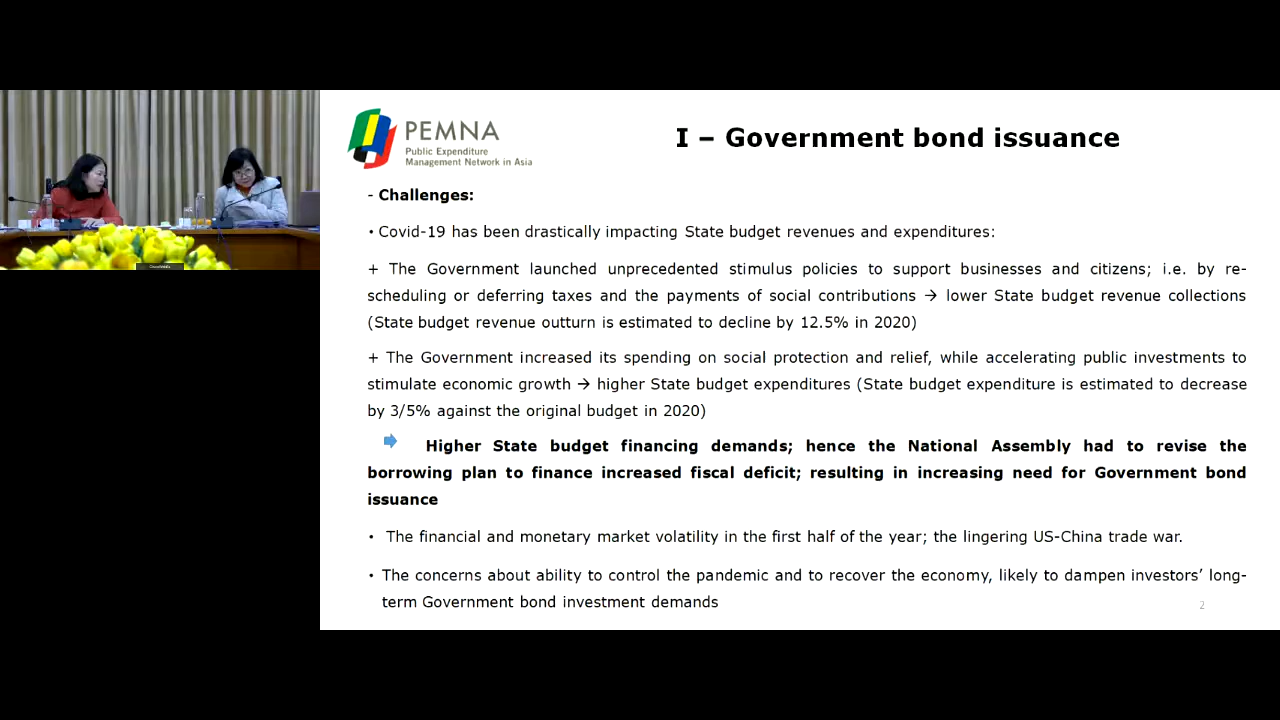 PEMNA
Public Expenditure
Management Network in Asia
I – Government bond issuance
- Challenges:
• Covid-19 has been drastically impacting State budget revenues and expenditures:
+ The Government launched unprecedented stimulus policies to support businesses and citizens; i.e. by re-
scheduling or deferring taxes and the payments of social contributions → lower State budget revenue collections
(State budget revenue outturn is estimated to decline by 12.5% in 2020)
+ The Government increased its spending on social protection and relief, while accelerating public investments to
stimulate economic growth → higher State budget expenditures (State budget expenditure is estimated to decrease
by 3/5% against the original budget in 2020)
Higher State budget financing demands; hence the National Assembly had to revise the
borrowing plan to finance increased fiscal deficit; resulting in increasing need for Government bond
issuance
• The financial and monetary market volatility in the first half of the year; the lingering US-China trade war.
• The concerns about ability to control the pandemic and to recover the economy, likely to dampen investors’ long-
term Government bond investment demands
2